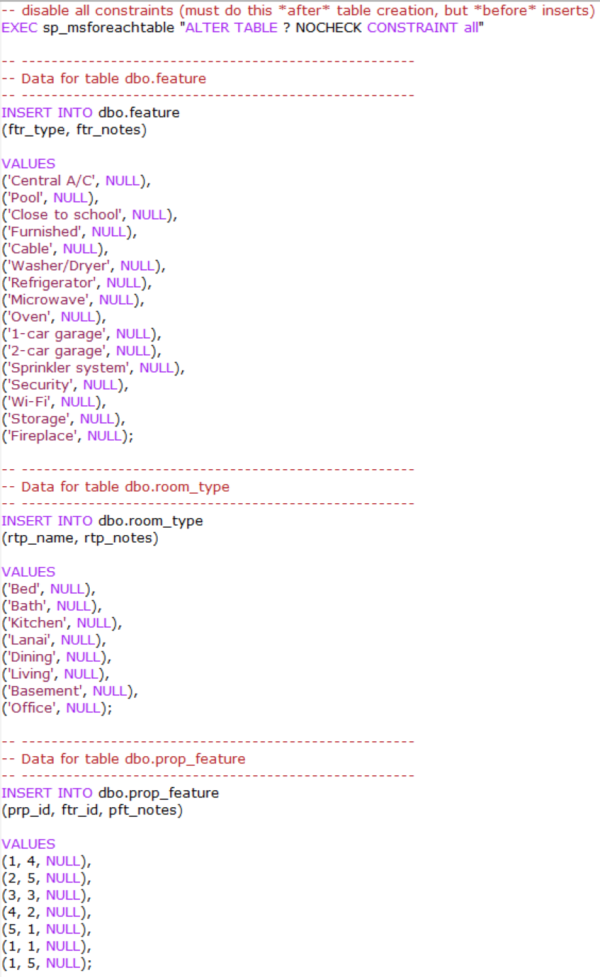 -- disable all constraints (must do this *after* table creation, but *before* inserts)
EXEC sp_msforeachtable "ALTER TABLE ? NOCHECK CONSTRAINT all"
-- ------------------------------------------------
-- Data for table dbo.feature
-- ------------------------------------------------
INSERT INTO dbo.feature
(ftr_type, ftr_notes)
VALUES
('Central A/C', NULL),
('Pool', NULL),
('Close to school', NULL),
('Furnished', NULL),
('Cable', NULL),
('Washer/Dryer', NULL),
('Refrigerator', NULL),
('Microwave', NULL),
('Oven', NULL),
('1-car garage', NULL),
('2-car garage', NULL),
('Sprinkler system', NULL),
('Security', NULL),
('Wi-Fi', NULL),
('Storage', NULL),
('Fireplace', NULL);
-- ------------------------------------------------
-- Data for table dbo.room_type
-- ------------------------------------------------
INSERT INTO dbo.room_type
(rtp_name, rtp_notes)
VALUES
('Bed', NULL),
('Bath', NULL),
('Kitchen', NULL),
('Lanai', NULL),
('Dining', NULL),
('Living', NULL),
('Basement', NULL),
('Office', NULL);
-- ------------------------------------------------
-- Data for table dbo.prop_feature
-- ------------------------------------------------
INSERT INTO dbo.prop_feature
(prp_id, ftr_id, pft_notes)
VALUES
(1, 4, NULL),
(2, 5, NULL),
(3, 3, NULL),
(4, 2, NULL),
(5, 1, NULL),
(1, 1, NULL),
(1, 5, NULL);